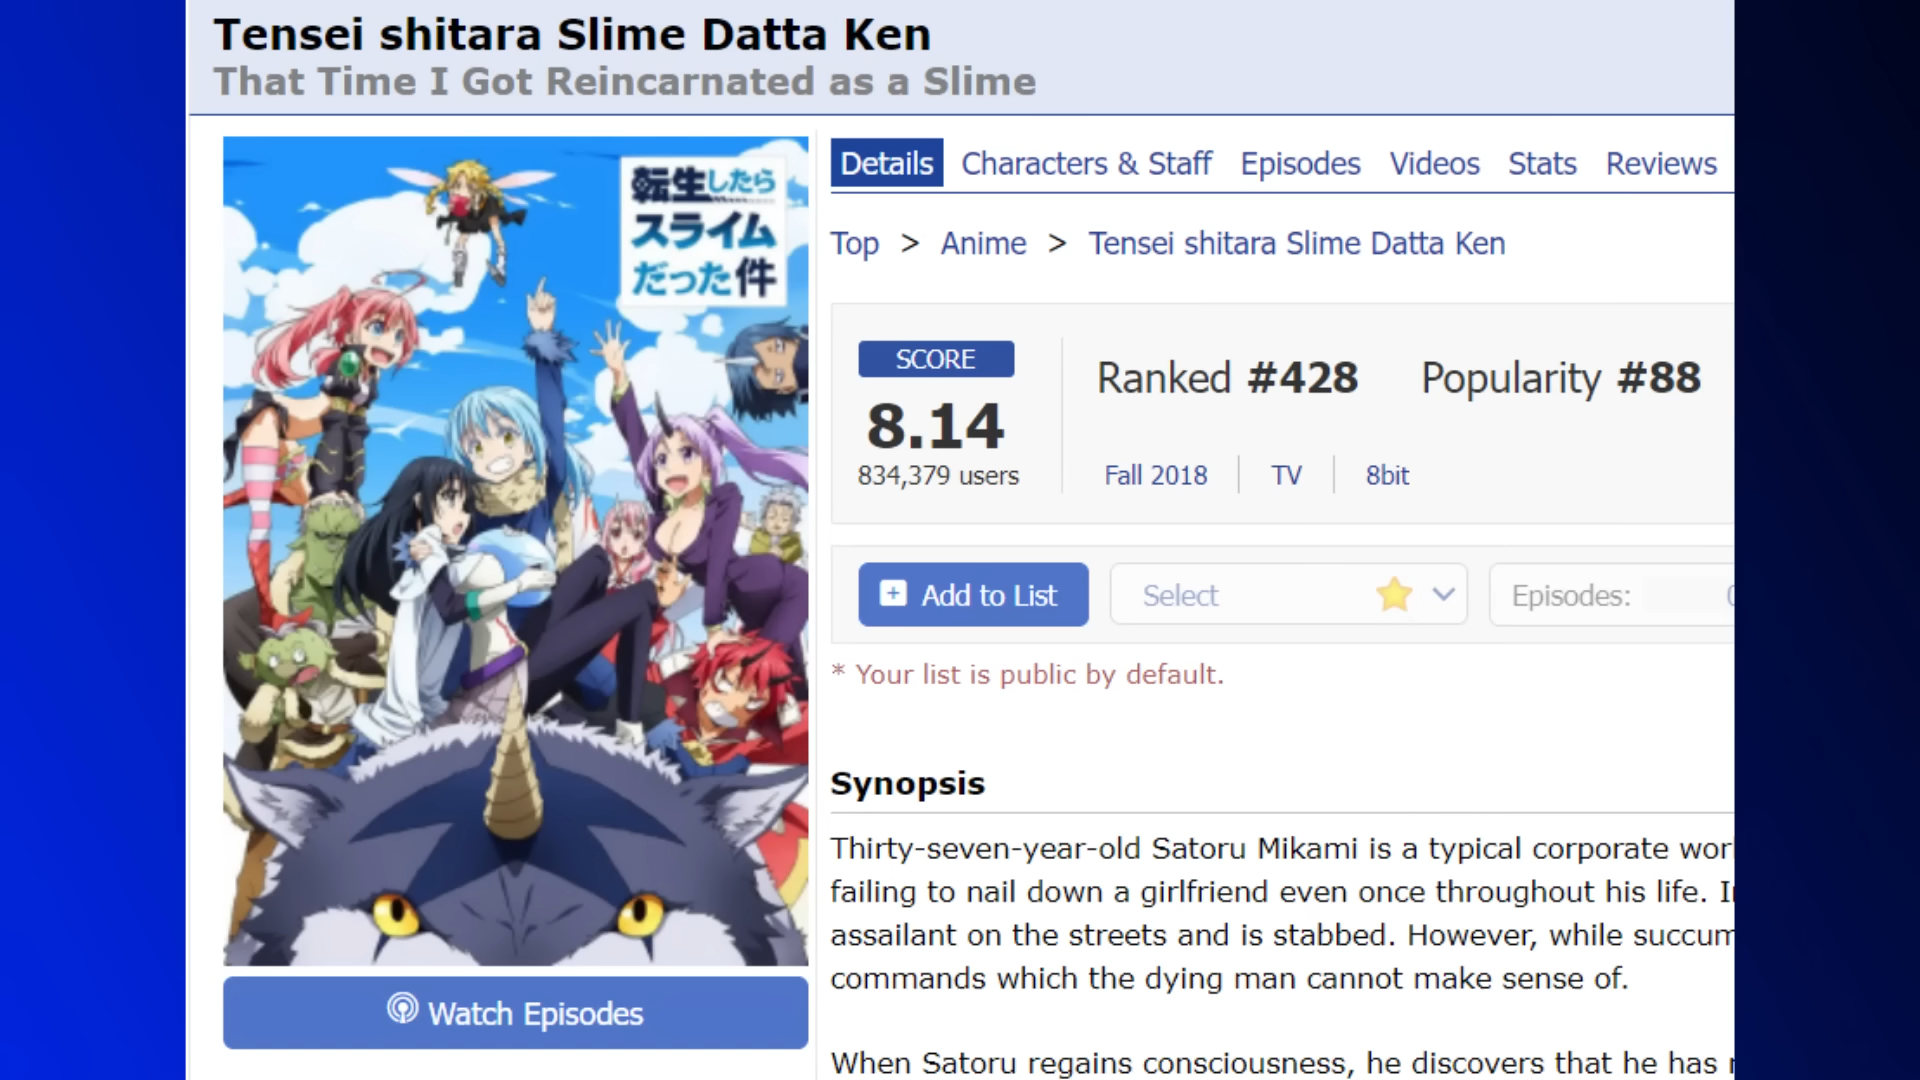 Tensei shitara Slime Datta Ken
That Time I Got Reincarnated as a Slime
転生したら
スライム
だった件
Details Characters & Staff Episodes Videos Stats Reviews
Top > Anime > Tensei shitara Slime Datta Ken
SCORE
8.14
834,379 users
Ranked #428 Popularity #88
Fall 2018 TV 8bit
Add to List Select Episodes:
* Your list is public by default.
Synopsis
Thirty-seven-year-old Satoru Mikami is a typical corporate
failing to nail down a girlfriend even once throughout his life.
assailant on the streets and is stabbed. However, while
commands which the dying man cannot make sense of.
When Satoru regains consciousness, he discovers that he has
Watch Episodes